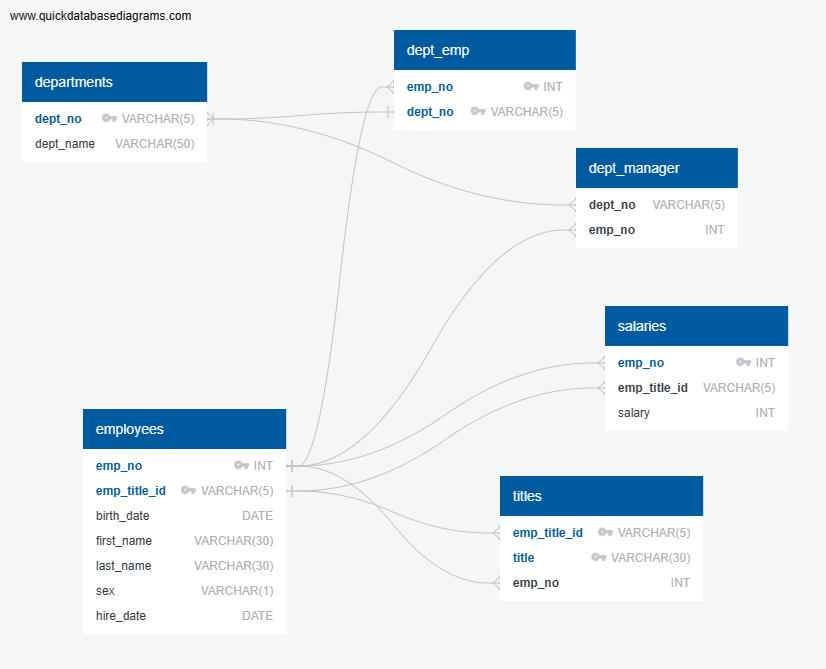 www.quickdatabasediagrams.com
departments
dept_no VARCHAR(5)
dept_name VARCHAR(50)
dept_emp
emp_no INT
dept_no VARCHAR(5)
dept_manager
dept_no VARCHAR(5)
emp_no INT
salaries
emp_no INT
emp_title_id VARCHAR(5)
salary INT
employees
emp_no INT
emp_title_id VARCHAR(5)
birth_date DATE
first_name VARCHAR(30)
last_name VARCHAR(30)
sex VARCHAR(1)
hire_date DATE
titles
emp_title_id VARCHAR(5)
title VARCHAR(30)
emp_no INT